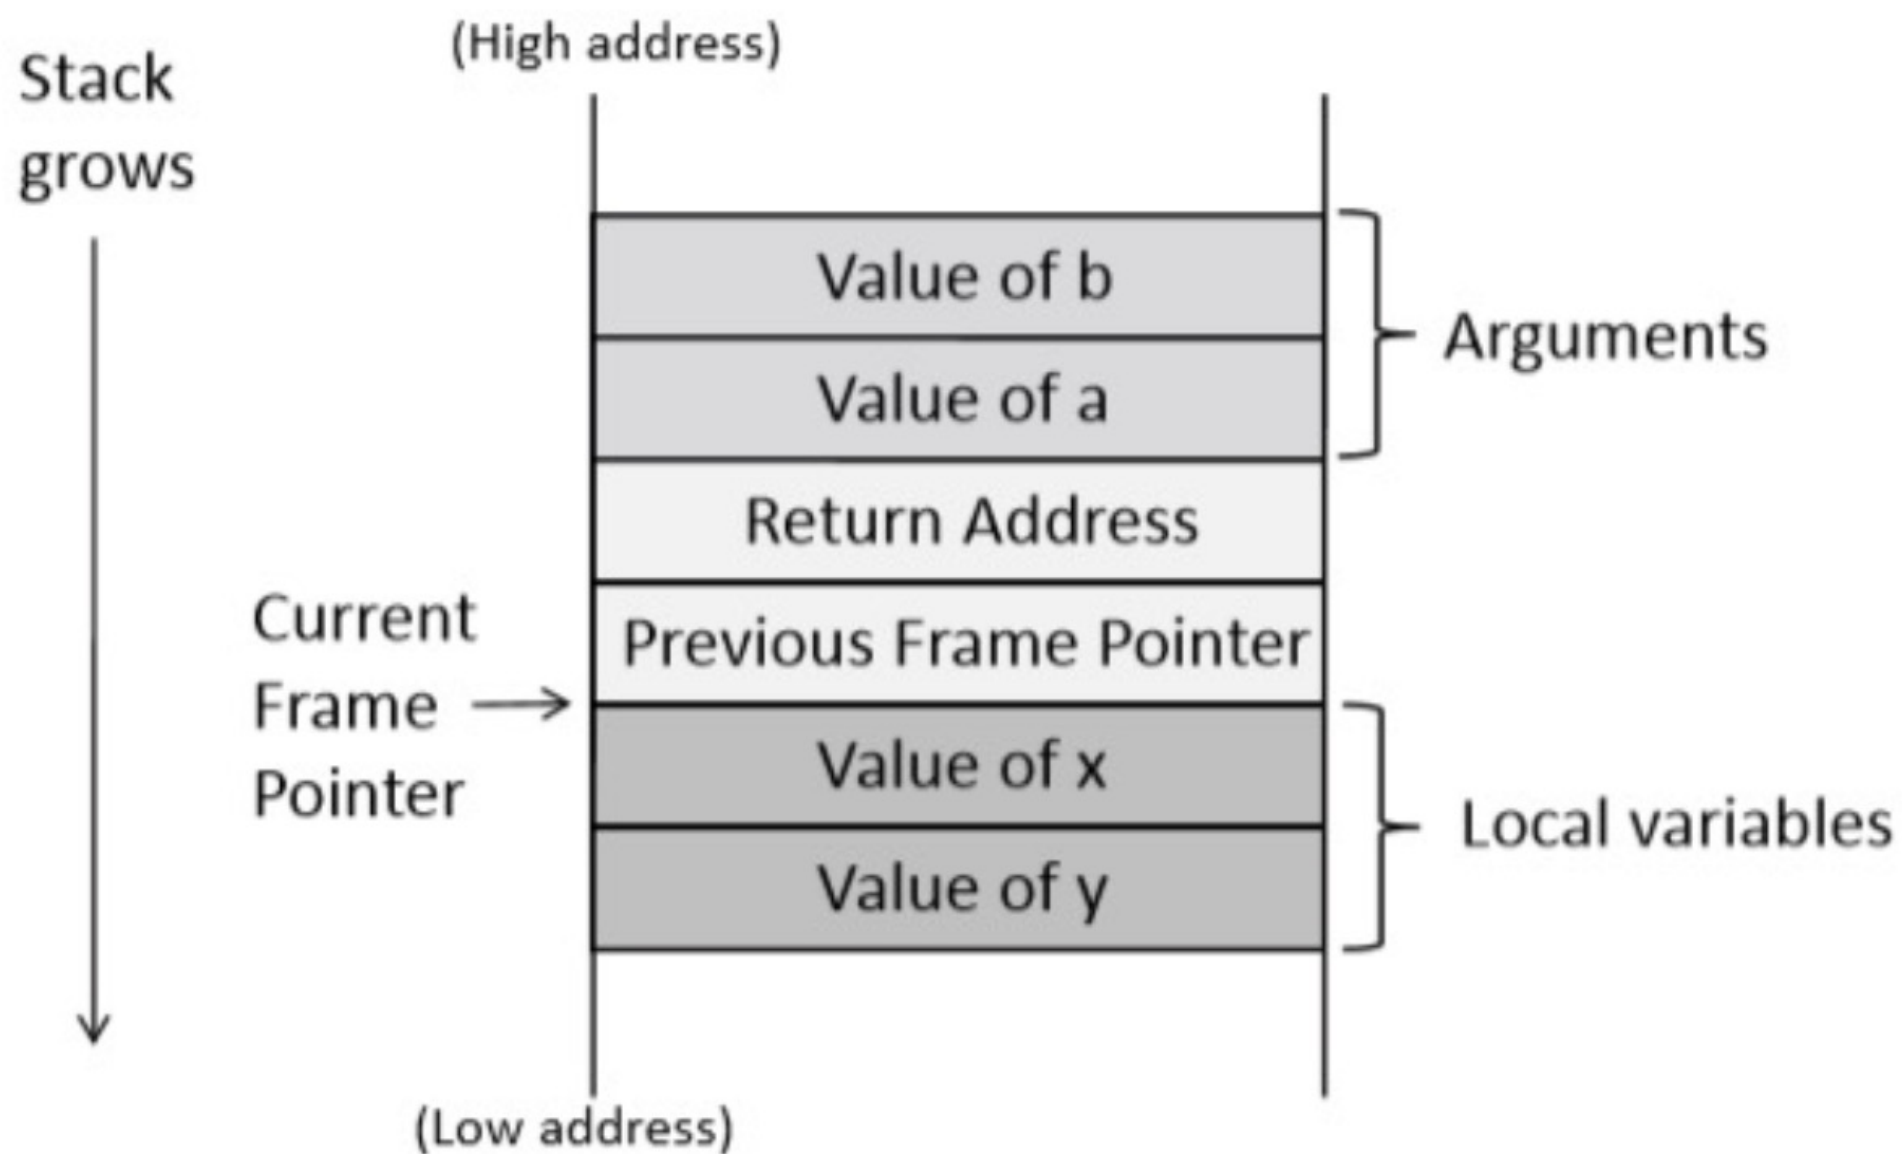 (High address)
Stack
grows
Value of b
Value of a
Arguments
Return Address
Previous Frame Pointer
Current
Frame
Pointer
Value of x
Value of y
Local variables
(Low address)